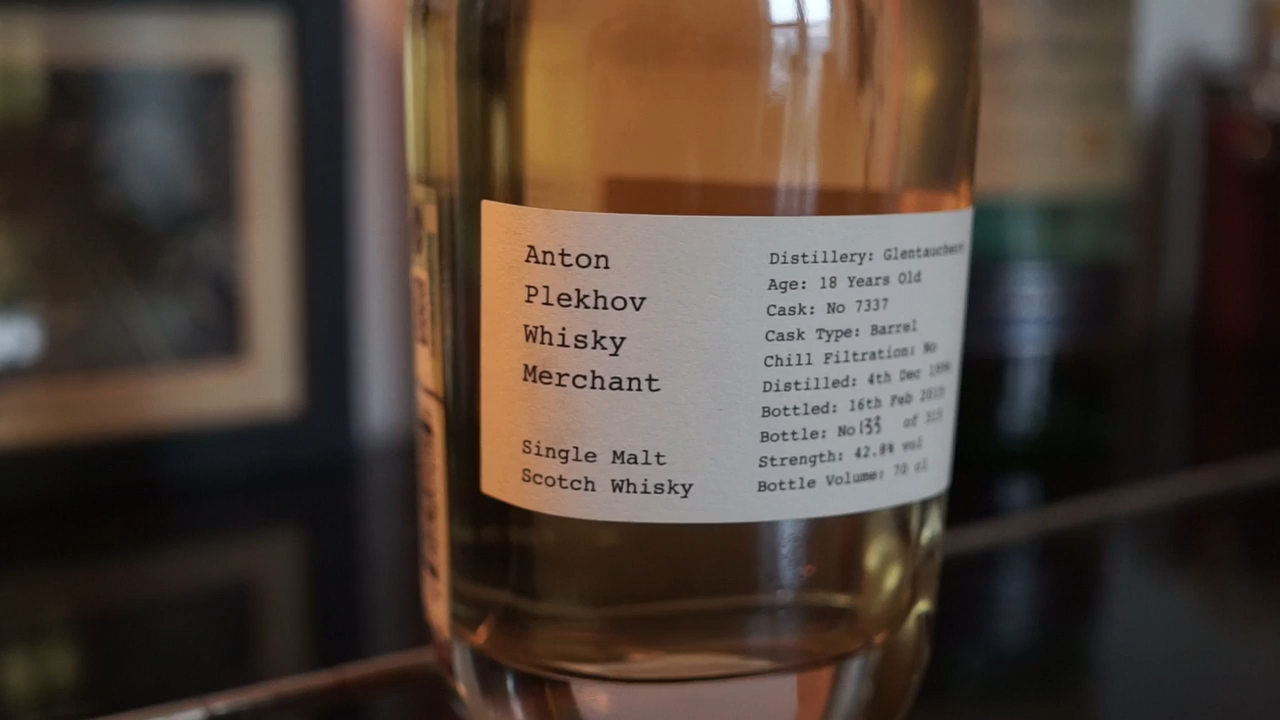 Anton
Plekhov
Whisky
Merchant
Single Malt
Scotch Whisky
Distillery: Glentauchers
Age: 18 Years Old
Cask: No 7337
Cask Type: Barrel
Chill Filtration: No
Distilled: 4th Dec 1996
Bottled: 16th Feb 2015
Bottle: No 133 of
Strength: 42.8% vol
Bottle Volume: 70 cl